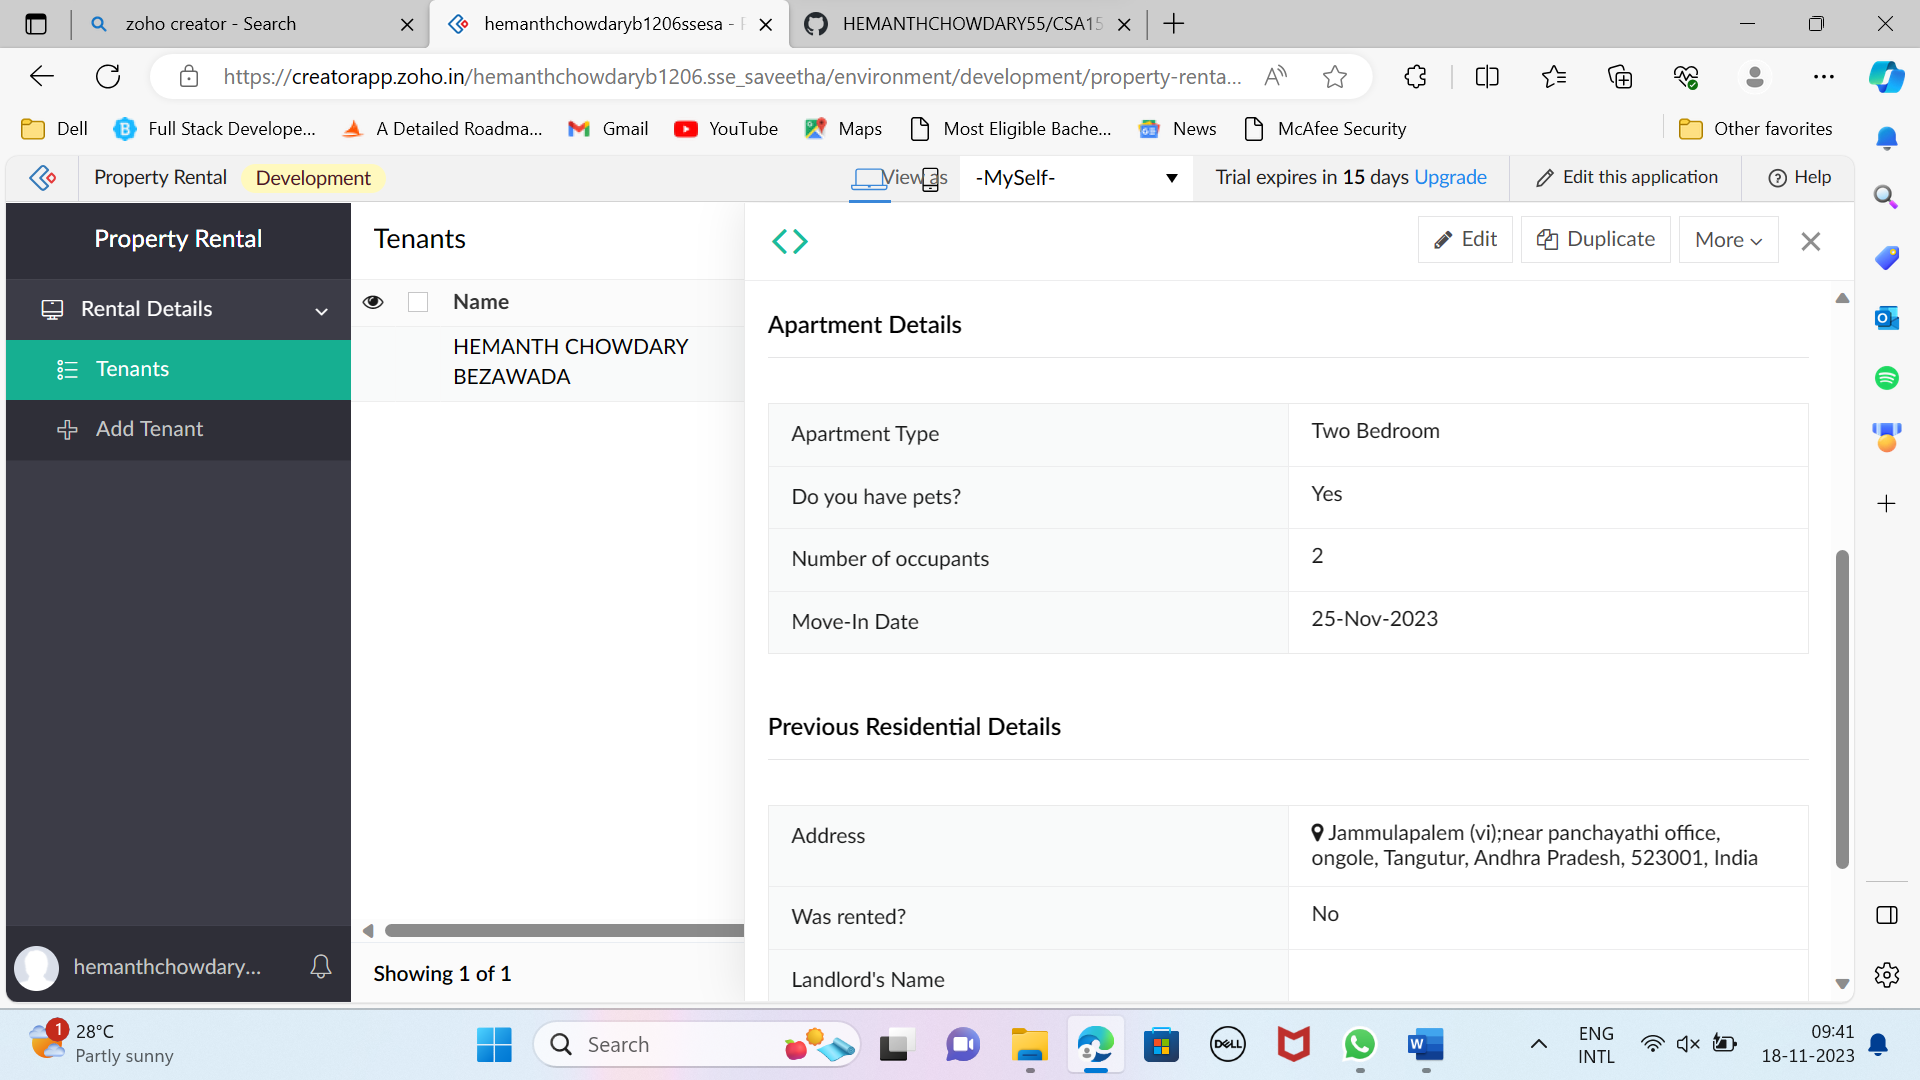 zoho creator - Search
hemanthchowdaryb1206ssesa -
HEMANTHCHOWDARY55/CSA15
https://creatorapp.zoho.in/hemanthchowdaryb1206.sse_saveetha/environment/development/property-renta...
Dell
Full Stack Develope...
A Detailed Roadma...
Gmail
YouTube
Maps
Most Eligible Bache...
News
McAfee Security
Other favorites
Property Rental
Development
View as
-MySelf-
Trial expires in 15 days Upgrade
Edit this application
Help
Property Rental
Rental Details
Tenants
Add Tenant
hemanthchowdary...
Tenants
Name
HEMANTH CHOWDARY
BEZAWADA
Showing 1 of 1
Edit
Duplicate
More
Apartment Details
Apartment Type
Two Bedroom
Do you have pets?
Yes
Number of occupants
2
Move-In Date
25-Nov-2023
Previous Residential Details
Address
Jammulapalem (vi);near panchayathi office,
ongole, Tangutur, Andhra Pradesh, 523001, India
Was rented?
No
Landlord's Name
1
28°C
Partly sunny
Search
DELL
ENG
INTL
09:41
18-11-2023